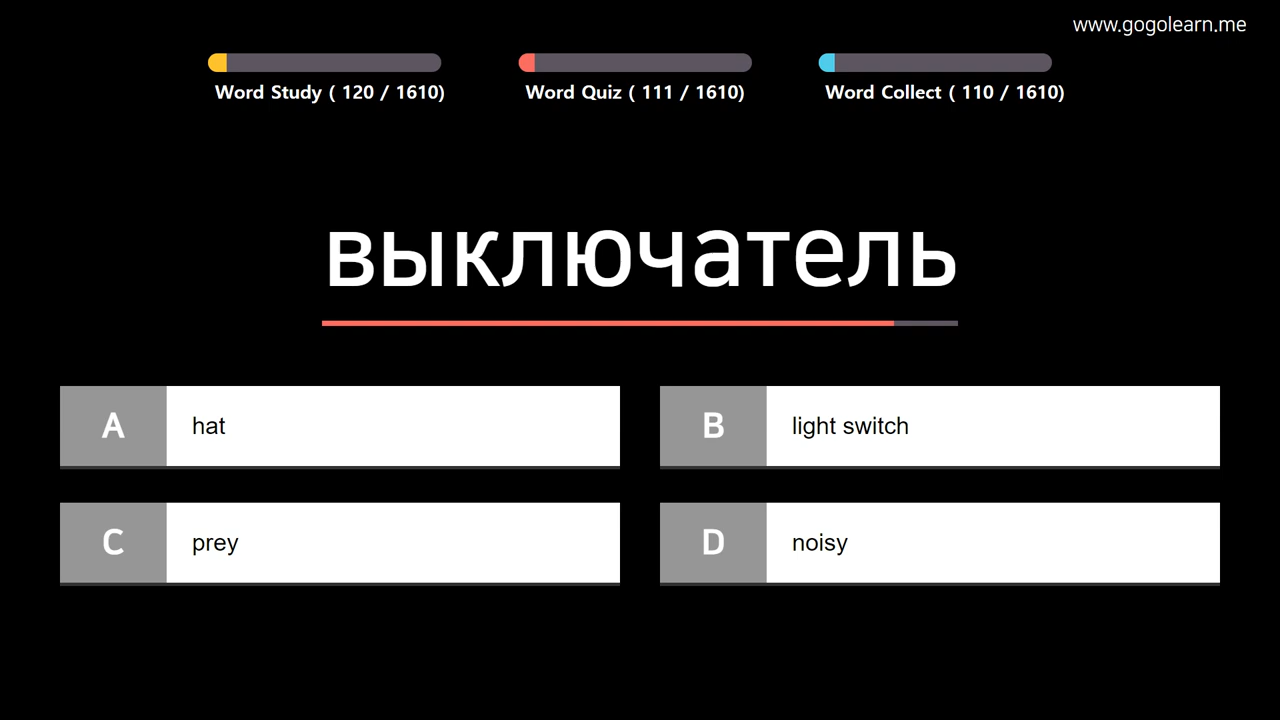 www.gogolearn.me
Word Study ( 120 / 1610)
Word Quiz ( 111 / 1610)
Word Collect ( 110 / 1610)
выключатель
A hat
B light switch
C prey
D noisy